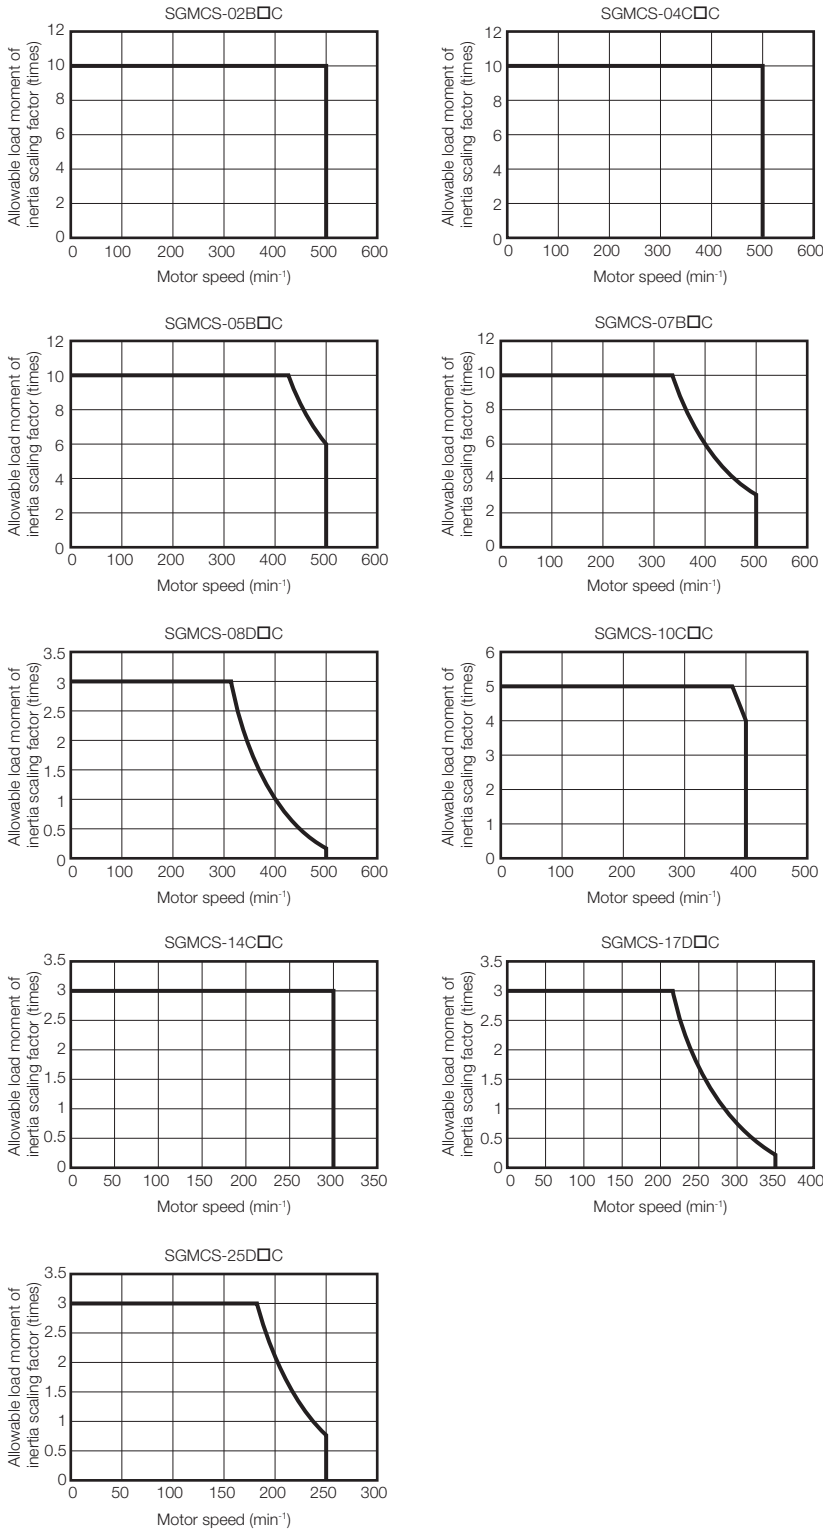 SGMCS-02B□C
Allowable load moment of
inertia scaling factor (times)
12
10
8
6
4
2
0
0 100 200 300 400 500 600
Motor speed (min-1)
SGMCS-04C□C
Allowable load moment of
inertia scaling factor (times)
12
10
8
6
4
2
0
0 100 200 300 400 500 600
Motor speed (min-1)
SGMCS-05B□C
Allowable load moment of
inertia scaling factor (times)
12
10
8
6
4
2
0
0 100 200 300 400 500 600
Motor speed (min-1)
SGMCS-07B□C
Allowable load moment of
inertia scaling factor (times)
12
10
8
6
4
2
0
0 100 200 300 400 500 600
Motor speed (min-1)
SGMCS-08D□C
Allowable load moment of
inertia scaling factor (times)
3.5
3
2.5
2
1.5
1
0.5
0
0 100 200 300 400 500 600
Motor speed (min-1)
SGMCS-10C□C
Allowable load moment of
inertia scaling factor (times)
6
5
4
3
2
1
0
0 100 200 300 400 500
Motor speed (min-1)
SGMCS-14C□C
Allowable load moment of
inertia scaling factor (times)
3.5
3
2.5
2
1.5
1
0.5
0
0 50 100 150 200 250 300 350
Motor speed (min-1)
SGMCS-17D□C
Allowable load moment of
inertia scaling factor (times)
3.5
3
2.5
2
1.5
1
0.5
0
0 50 100 150 200 250 300 350 400
Motor speed (min-1)
SGMCS-25D□C
Allowable load moment of
inertia scaling factor (times)
3.5
3
2.5
2
1.5
1
0.5
0
0 50 100 150 200 250 300
Motor speed (min-1)